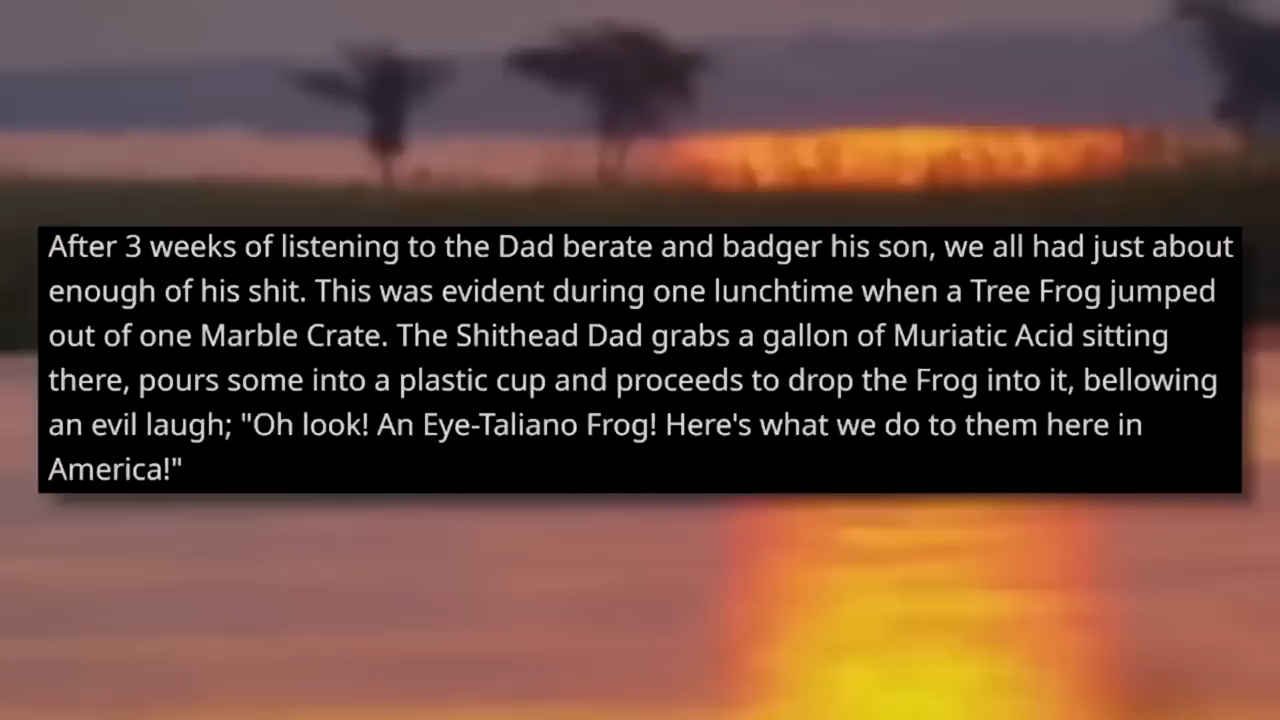 After 3 weeks of listening to the Dad berate and badger his son, we all had just about
enough of his shit. This was evident during one lunchtime when a Tree Frog jumped
out of one Marble Crate. The Shithead Dad grabs a gallon of Muriatic Acid sitting
there, pours some into a plastic cup and proceeds to drop the Frog into it, bellowing
an evil laugh; "Oh look! An Eye-Taliano Frog! Here's what we do to them here in
America!"